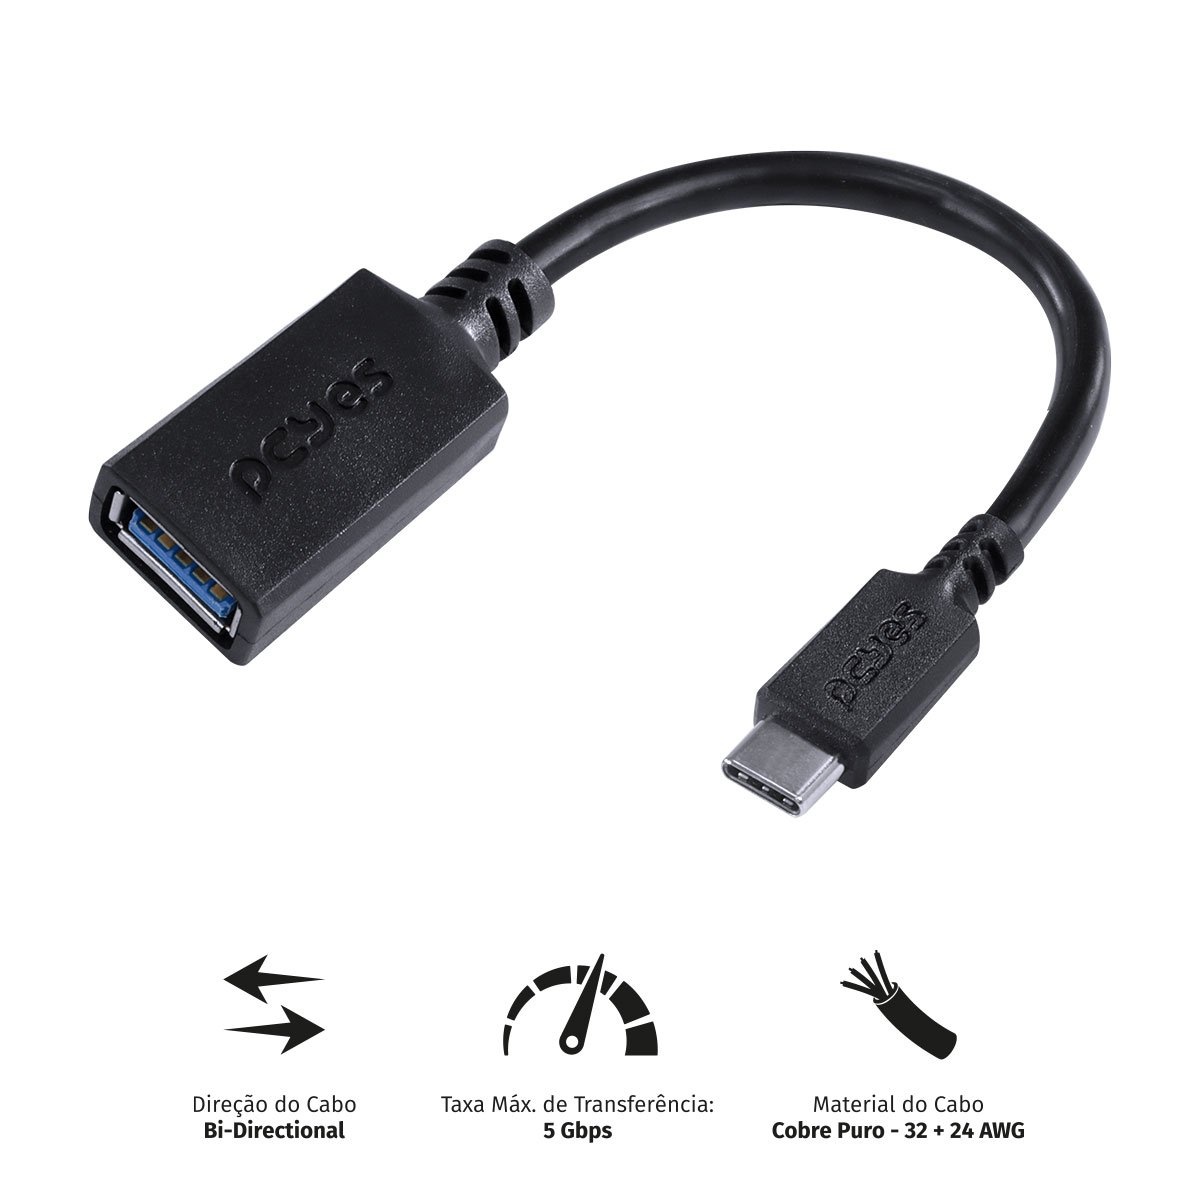 pcyes
pcyes
Direção do Cabo
Bi-Directional
Taxa Máx. de Transferência:
5 Gbps
Material do Cabo
Cobre Puro - 32 + 24 AWG